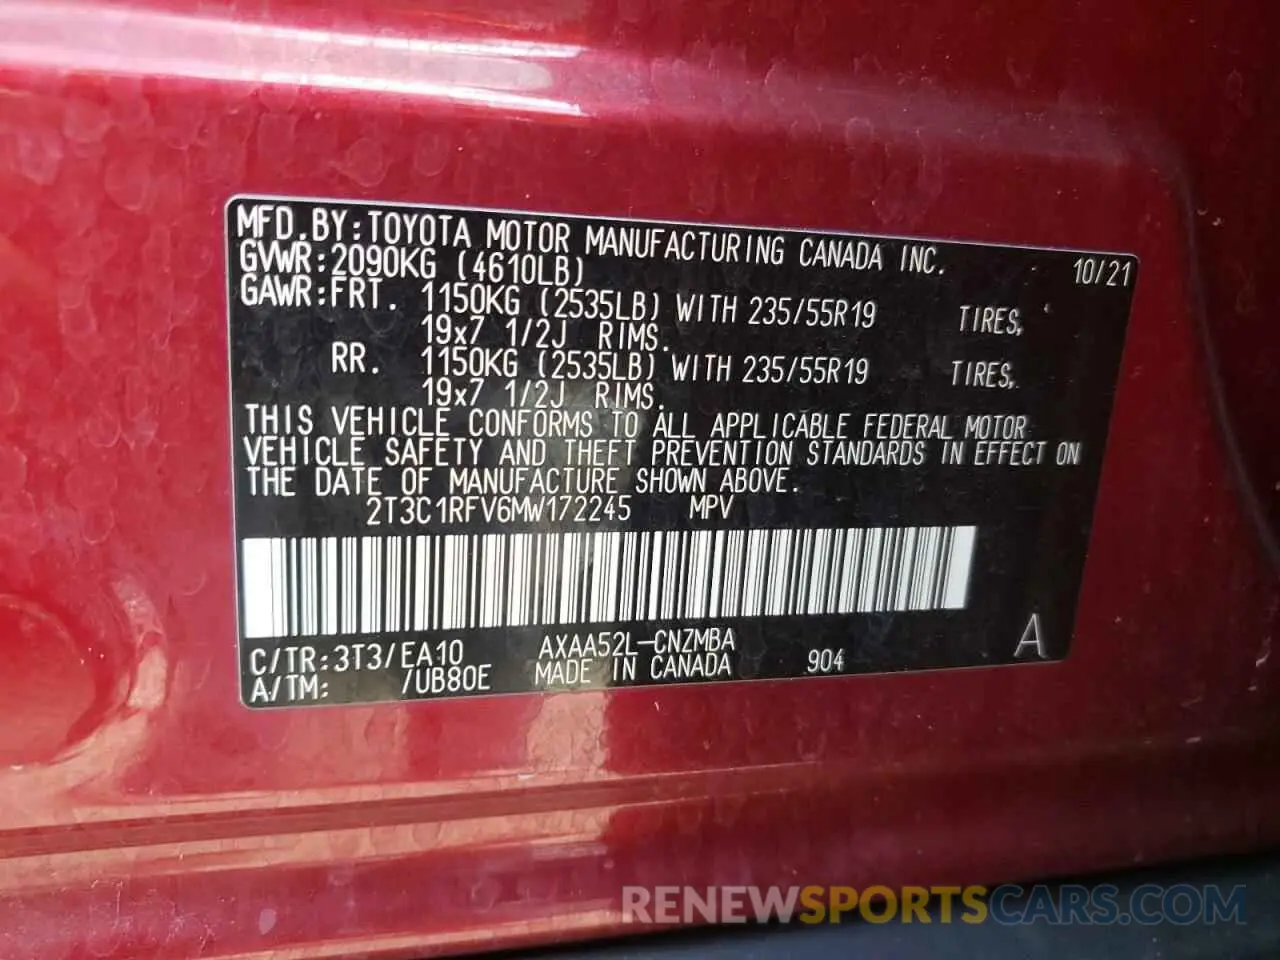 MFD.BY:TOYOTA MOTOR MANUFACTURING CANADA INC. 10/21
GVWR:2090KG (4610LB)
GAWR:FRT. 1150KG (2535LB) WITH 235/55R19 TIRES,
19x7 1/2J RIMS.
RR. 1150KG (2535LB) WITH 235/55R19 TIRES,
19x7 1/2J RIMS.
THIS VEHICLE CONFORMS TO ALL APPLICABLE FEDERAL MOTOR
VEHICLE SAFETY AND THEFT PREVENTION STANDARDS IN EFFECT ON
THE DATE OF MANUFACTURE SHOWN ABOVE.
2T3C1RFV6MW172245 MPV
C/TR:3T3/EA10 AXAA52L-CNZMBA A
A/TM: /UB80E MADE IN CANADA 904
RENEWSPORTSCARS.COM